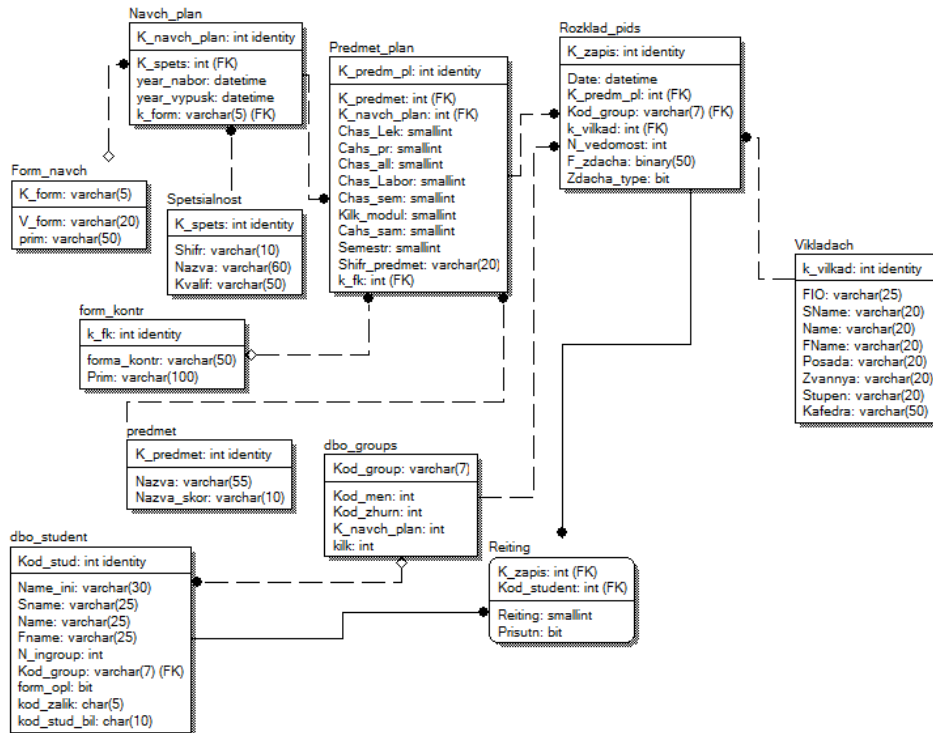 Navch_plan
K_navch_plan: int identity
K_spets: int (FK)
year_nabor: datetime
year_vypusk: datetime
k_form: varchar(5) (FK)
Predmet_plan
K_predm_pl: int identity
K_predmet: int (FK)
K_navch_plan: int (FK)
Chas_Lek: smallint
Cahs_pr: smallint
Chas_all: smallint
Chas_Labor: smallint
Chas_sem: smallint
Kilk_modul: smallint
Cahs_sam: smallint
Semestr: smallint
Shifr_predmet: varchar(20)
k_fk: int (FK)
Rozklad_pids
K_zapis: int identity
Date: datetime
K_predm_pl: int (FK)
Kod_group: varchar(7) (FK)
k_vilkad: int (FK)
N_vedomost: int
F_zdacha: binary(50)
Zdacha_type: bit
Form_navch
K_form: varchar(5)
V_form: varchar(20)
prim: varchar(50)
Spetsialnost
K_spets: int identity
Shifr: varchar(10)
Nazva: varchar(60)
Kvalif: varchar(50)
Vikladach
k_vilkad: int identity
FIO: varchar(25)
SName: varchar(20)
Name: varchar(20)
FName: varchar(20)
Posada: varchar(20)
Zvannya: varchar(20)
Stupen: varchar(20)
Kafedra: varchar(50)
form_kontr
k_fk: int identity
forma_kontr: varchar(50)
Prim: varchar(100)
predmet
K_predmet: int identity
Nazva: varchar(55)
Nazva_skor: varchar(10)
dbo_groups
Kod_group: varchar(7)
Kod_men: int
Kod_zhurn: int
K_navch_plan: int
kilk: int
dbo_student
Kod_stud: int identity
Name_ini: varchar(30)
Sname: varchar(25)
Name: varchar(25)
Fname: varchar(25)
N_ingroup: int
Kod_group: varchar(7) (FK)
form_opl: bit
kod_zalik: char(5)
kod_stud_bil: char(10)
Reiting
K_zapis: int (FK)
Kod_student: int (FK)
Reiting: smallint
Prisutn: bit